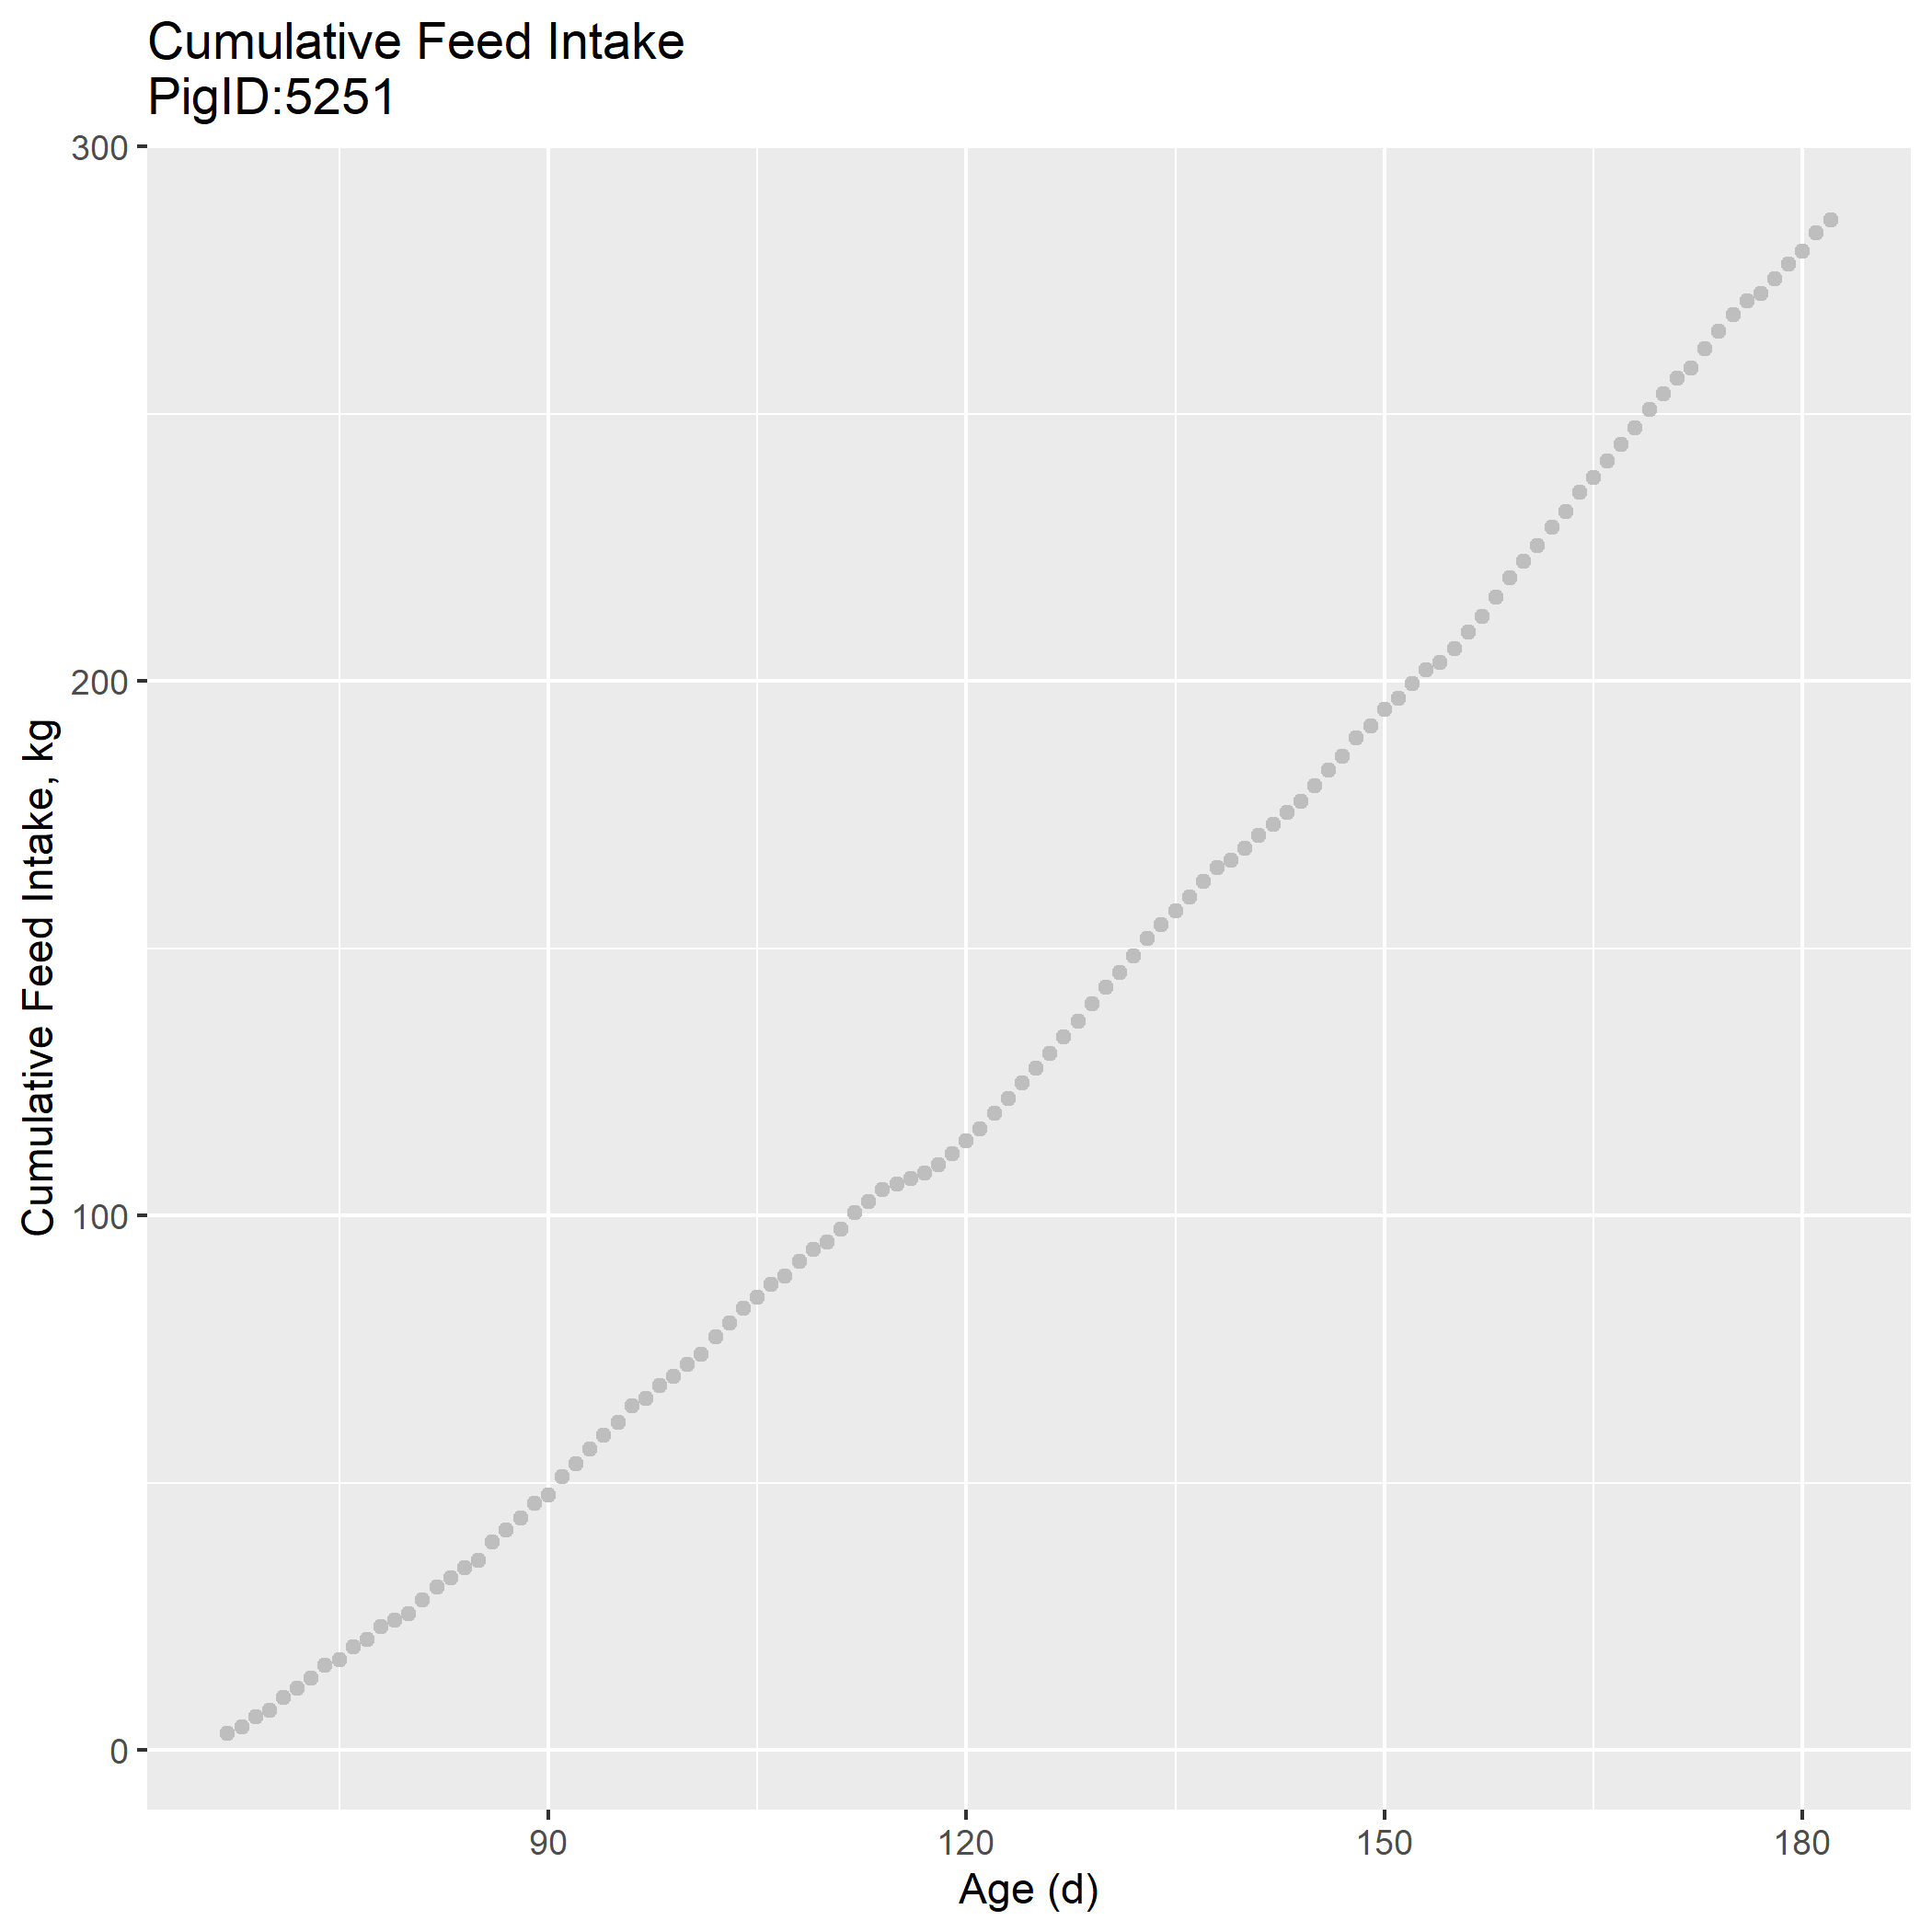 Cumulative Feed Intake
PigID:5251
300
200
100
0
Cumulative Feed Intake, kg
90
120
150
180
Age (d)